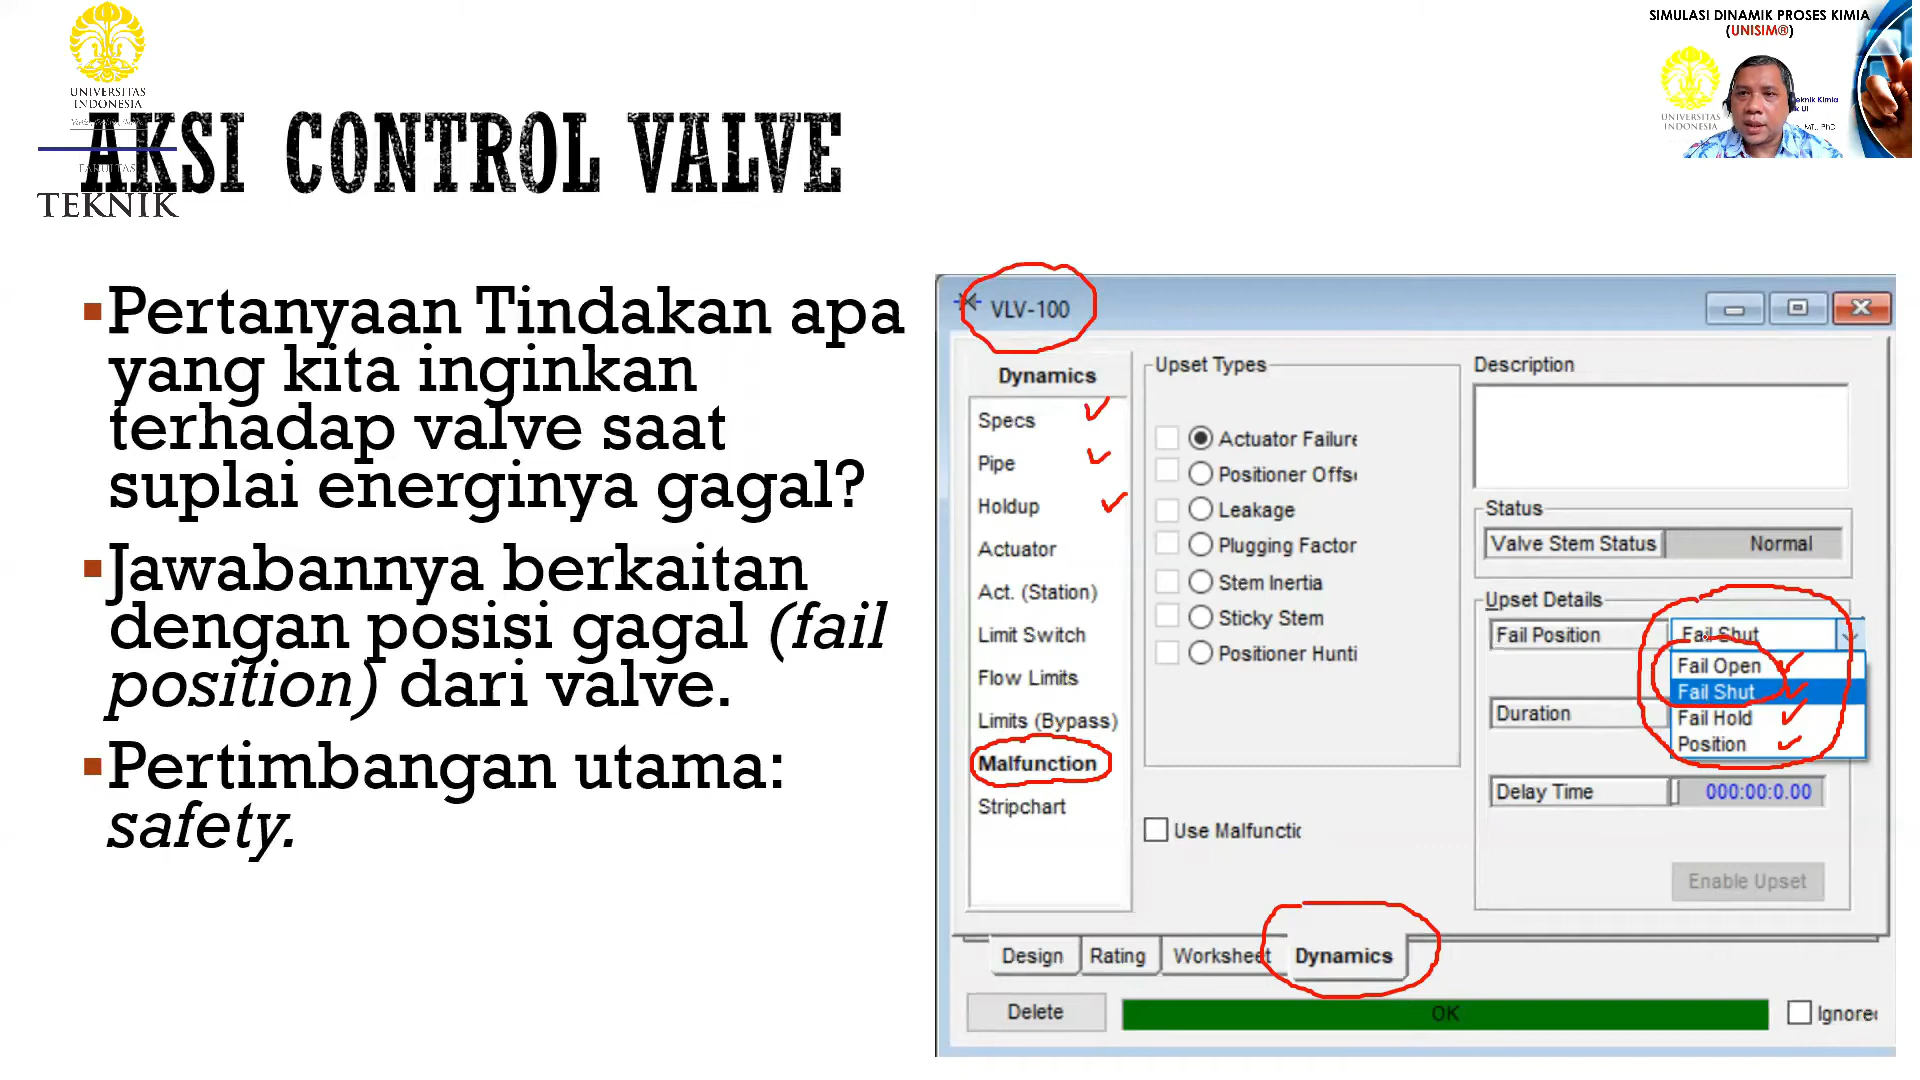 UNIVERSITAS
INDONESIA
FAKULTAS
TEKNIK
AKSI CONTROL VALVE
SIMULASI DINAMIK PROSES KIMIA
(UNISIM®)
UNIVERSITAS
INDONESIA
Pertanyaan Tindakan apa
yang kita inginkan
terhadap valve saat
suplai energinya gagal?
Jawabannya berkaitan
dengan posisi gagal (fail
position) dari valve.
Pertimbangan utama:
safety.
VLV-100
Dynamics
Specs
Pipe
Holdup
Actuator
Act. (Station)
Limit Switch
Flow Limits
Limits (Bypass)
Malfunction
Stripchart
Upset Types
Actuator Failure
Positioner Offs
Leakage
Plugging Factor
Stem Inertia
Sticky Stem
Positioner Hunti
Use Malfunctio
Description
Status
Valve Stem Status Normal
Upset Details
Fail Position Fail Shut
Fail Open
Fail Shut
Fail Hold
Position
Duration
Delay Time 000:00:0.00
Enable Upset
Design Rating Worksheet Dynamics
Delete OK Ignored